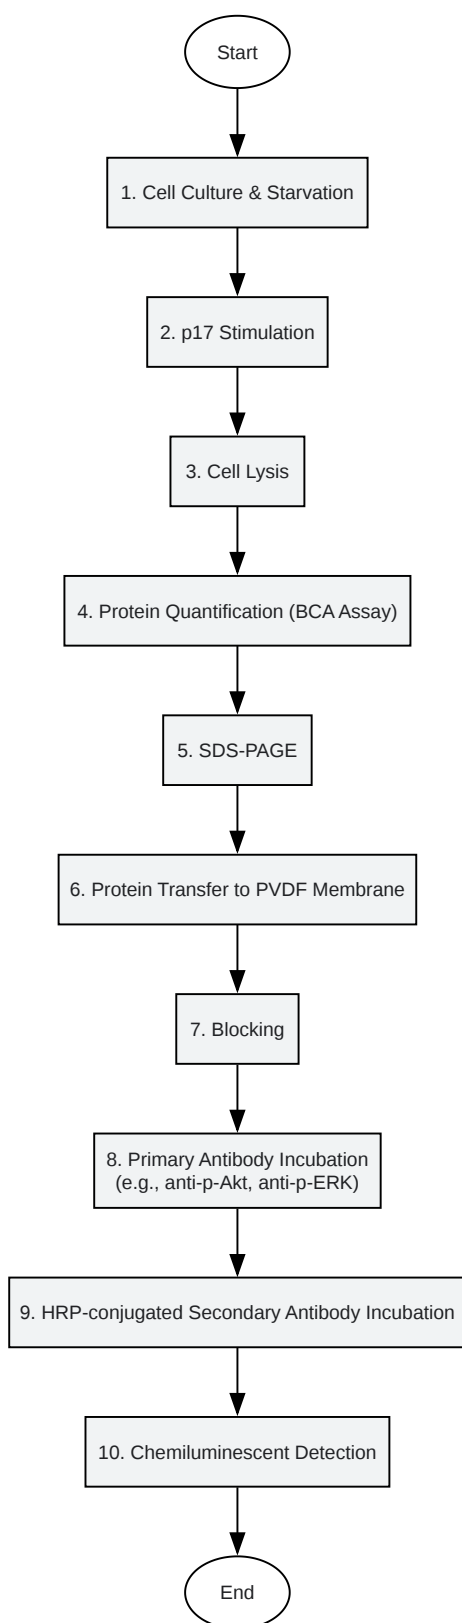 Start
1. Cell Culture & Starvation
2. p17 Stimulation
3. Cell Lysis
4. Protein Quantification (BCA Assay)
5. SDS-PAGE
6. Protein Transfer to PVDF Membrane
7. Blocking
8. Primary Antibody Incubation
(e.g., anti-p-Akt, anti-p-ERK)
9. HRP-conjugated Secondary Antibody Incubation
10. Chemiluminescent Detection
End